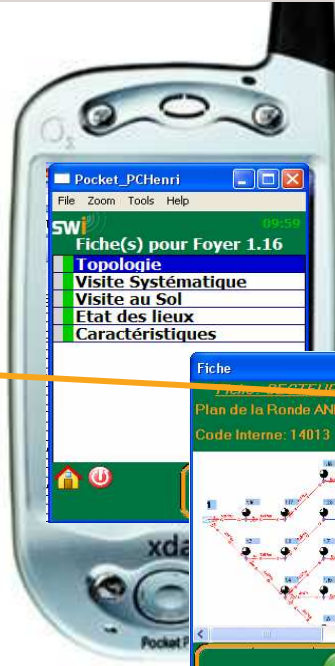 O2
Pocket_PCHenri
File Zoom Tools Help
swi 09:59
Fiche(s) pour Foyer 1.16
Topologie
Visite Systématique
Visite au Sol
Etat des lieux
Caractéristiques
Fiche
Plan de la Ronde AN
Code Interne: 14013
1
xda
Pocket P